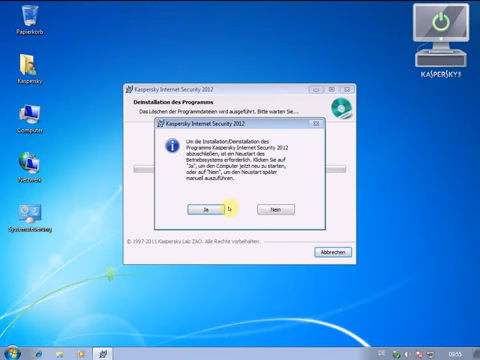 Papierkorb
Kaspersky
Computer
Netzwerk
Systemsteuerung
KASPERSKY
Kaspersky Internet Security 2012
Deinstallation des Programms
Das Löschen der Programmdateien wird ausgeführt. Bitte warten Sie...
Kaspersky Internet Security 2012
Um die Installation/Deinstallation des
Programms Kaspersky Internet Security 2012
abzuschließen, ist ein Neustart des
Betriebssystems erforderlich. Klicken Sie auf
"Ja", um den Computer jetzt neu zu starten,
oder auf "Nein", um den Neustart später
manuell auszuführen.
Ja
Nein
© 1997-2011 Kaspersky Lab ZAO. Alle Rechte vorbehalten.
Abbrechen
DE
09:55